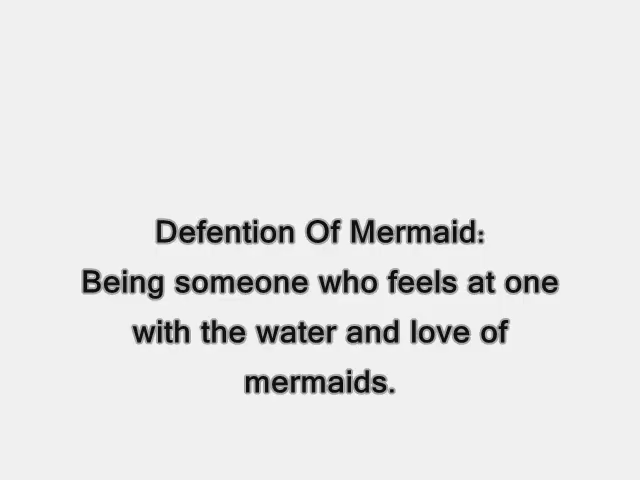 Defention Of Mermaid:
Being someone who feels at one
with the water and love of
mermaids.